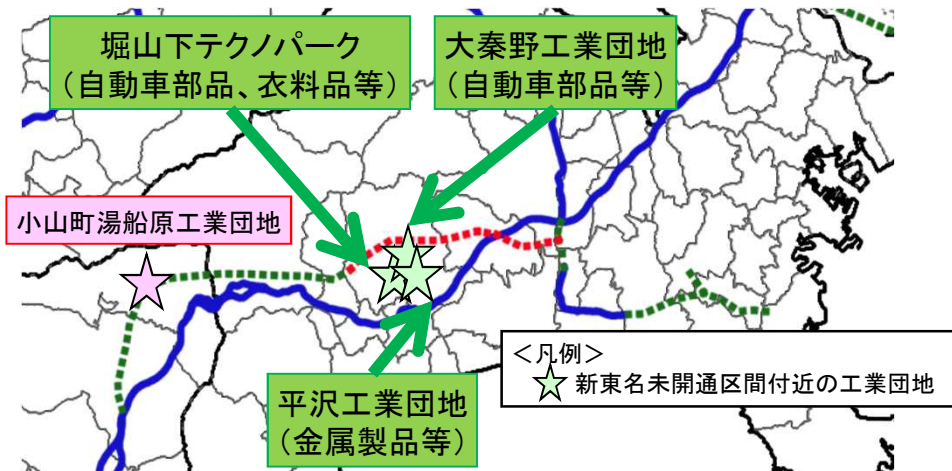 堀山下テクノパーク
（自動車部品、衣料品等）
大秦野工業団地
（自動車部品等）
小山町湯船原工業団地
平沢工業団地
（金属製品等）
＜凡例＞
新東名未開通区間付近の工業団地